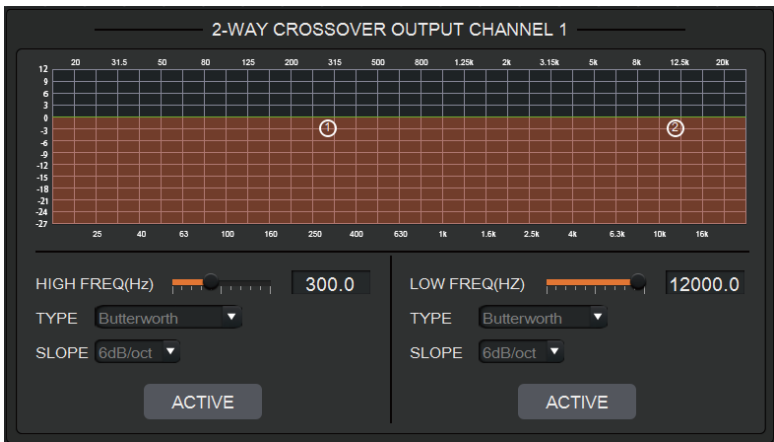 2-WAY CROSSOVER OUTPUT CHANNEL 1
20 31.5 50 80 125 200 315 500 800 1.25k 2k 3.15k 5k 8k 12.5k 20k
12
9
6
3
0
-3
-6
-9
-12
-15
-18
-21
-24
-27
1 2
25 40 63 100 160 250 400 630 1k 1.6k 2.5k 4k 6.3k 10k 16k
HIGH FREQ(Hz) 300.0 LOW FREQ(HZ) 12000.0
TYPE Butterworth TYPE Butterworth
SLOPE 6dB/oct SLOPE 6dB/oct
ACTIVE ACTIVE